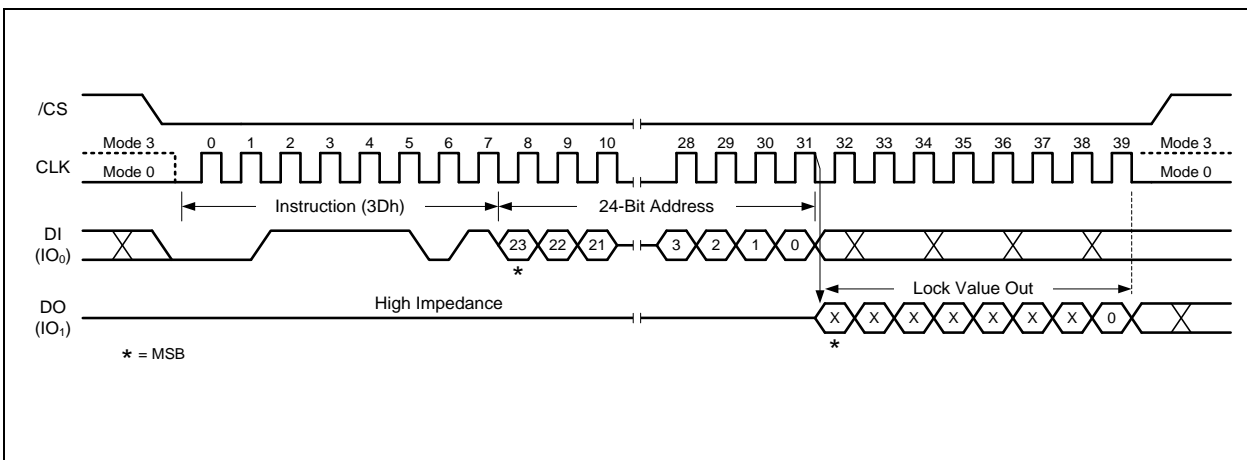 /CS
Mode 3 0 1 2 3 4 5 6 7 8 9 10 28 29 30 31 32 33 34 35 36 37 38 39 Mode 3
CLK
Mode 0 Mode 0
Instruction (3Dh) 24-Bit Address
DI
(IO₀)
23 22 21 3 2 1 0
*
High Impedance Lock Value Out
DO
(IO₁)
X X X X X X X 0
*
* = MSB